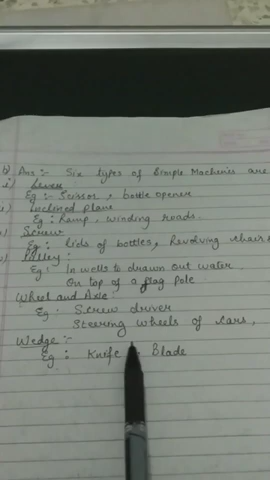 b) Ans :- Six types of Simple Machines are
i) Lever
Eg :- Scissor, bottle opener
Inclined plane
Eg : Ramp, winding roads.
Screw
Eg : Lids of bottles, Revolving chair
Pulley :
Eg : In wells to drawn out water
On top of a flag pole.
Wheel and Axle :
Eg : Screw driver
Steering wheels of cars,
Wedge :-
Eg : Knife, Blade